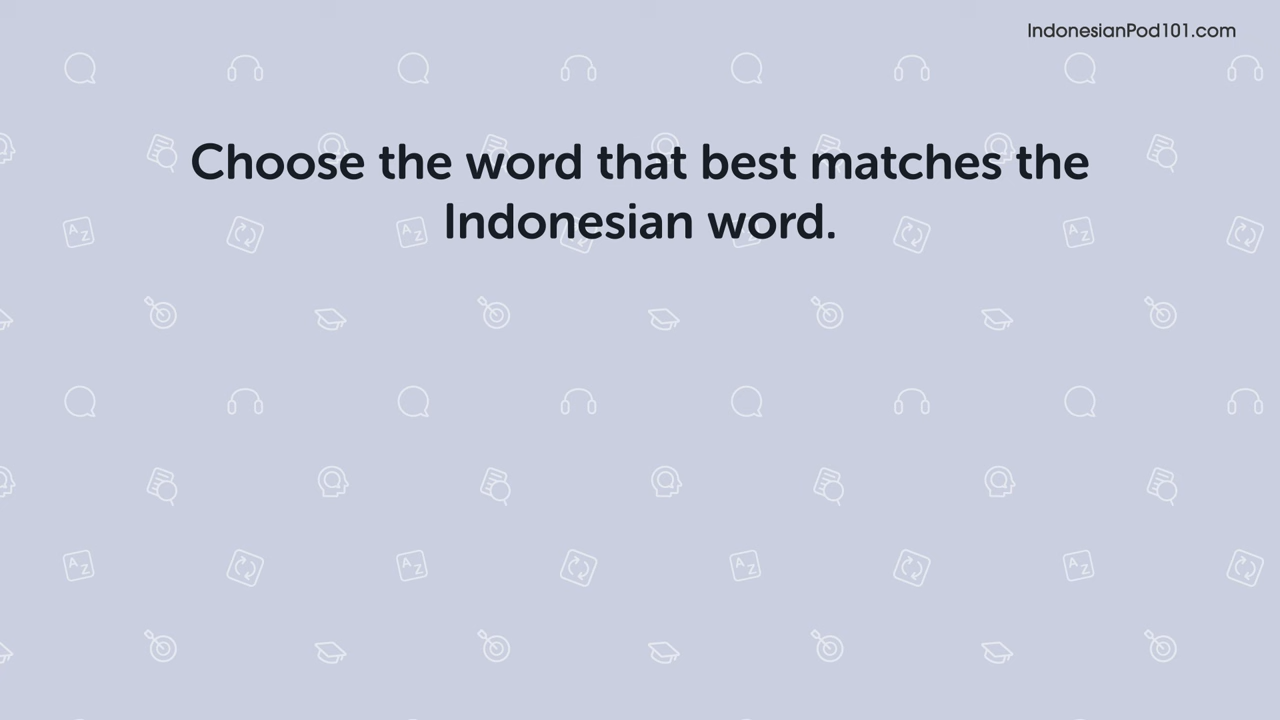 IndonesianPod101.com
Choose the word that best matches the
Indonesian word.